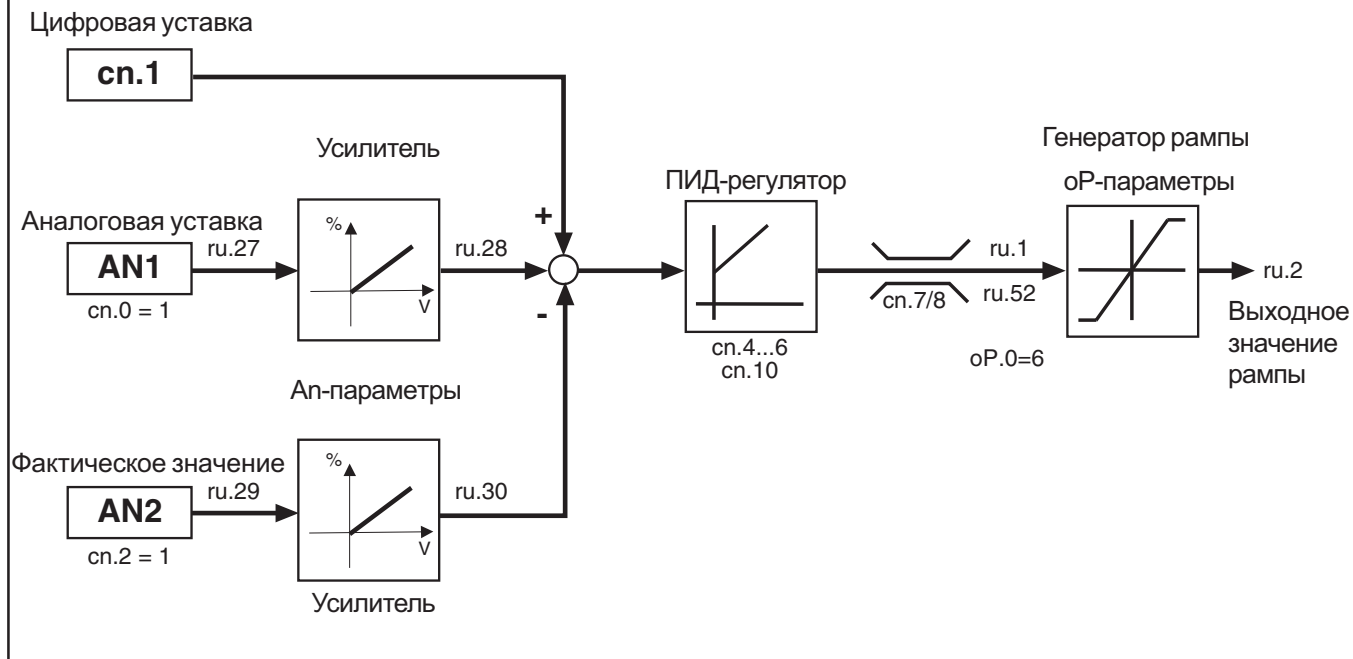 Цифровая уставка
cn.1
Усилитель
Генератор рампы
ПИД-регулятор
oP-параметры
Аналоговая уставка
AN1
ru.27
cn.0 = 1
%
V
ru.28
+
-
ru.1
cn.7/8
ru.52
ru.2
cn.4...6
cn.10
oP.0=6
Выходное
значение
рампы
An-параметры
Фактическое значение
AN2
ru.29
cn.2 = 1
%
V
ru.30
Усилитель